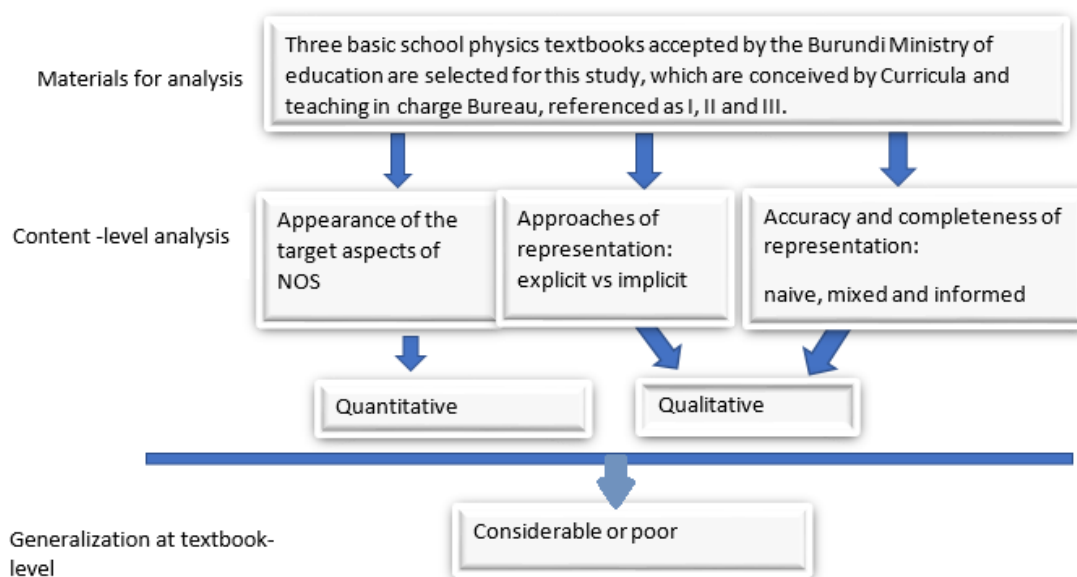 Materials for analysis
Three basic school physics textbooks accepted by the Burundi Ministry of
education are selected for this study, which are conceived by Curricula and
teaching in charge Bureau, referenced as I, II and III.
Content -level analysis
Appearance of the
target aspects of
NOS
Approaches of
representation:
explicit vs implicit
Accuracy and completeness of
representation:
naive, mixed and informed
Quantitative
Qualitative
Generalization at textbook-
level
Considerable or poor